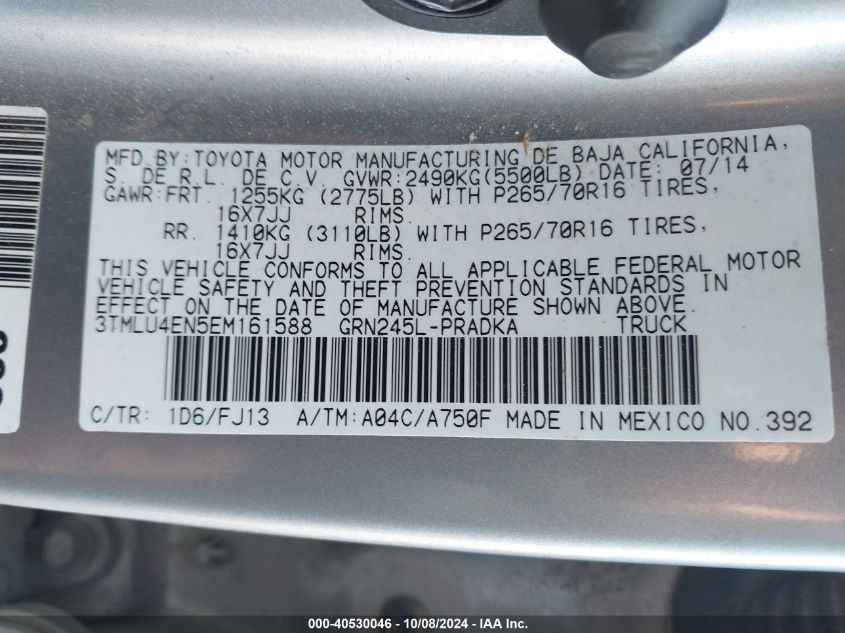 MFD.BY:TOYOTA MOTOR MANUFACTURING DE BAJA CALIFORNIA,
S. DE R.L. DE C.V. GVWR:2490KG(5500LB) DATE: 07/14
GAWR:FRT. 1255KG (2775LB) WITH P265/70R16 TIRES,
16X7JJ RIMS.
RR. 1410KG (3110LB) WITH P265/70R16 TIRES,
16X7JJ RIMS.
THIS VEHICLE CONFORMS TO ALL APPLICABLE FEDERAL MOTOR
VEHICLE SAFETY AND THEFT PREVENTION STANDARDS IN
EFFECT ON THE DATE OF MANUFACTURE SHOWN ABOVE.
3TMLU4EN5EM161588 GRN245L-PRADKA TRUCK
C/TR: 1D6/FJ13 A/TM:A04C/A750F MADE IN MEXICO NO.392
000-40530046 - 10/08/2024 - IAA Inc.